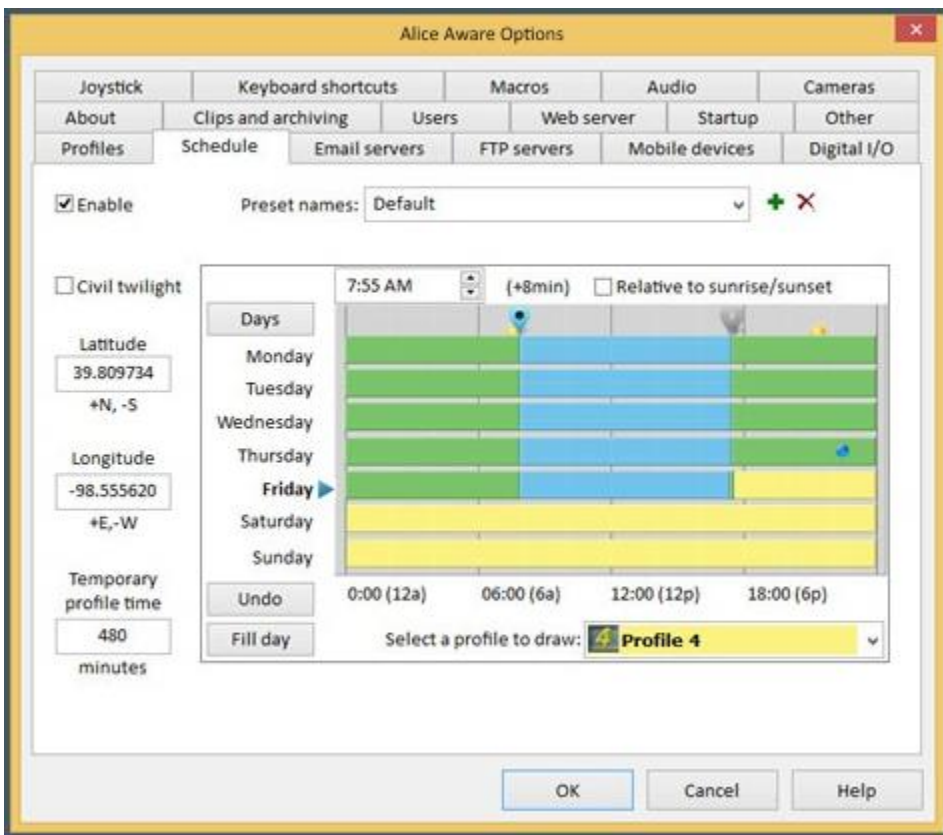 Alice Aware Options
Joystick Keyboard shortcuts Macros Audio Cameras
About Clips and archiving Users Web server Startup Other
Profiles Schedule Email servers FTP servers Mobile devices Digital I/O
Enable Preset names: Default
Civil twilight 7:55 AM (+8min) Relative to sunrise/sunset
Days
Latitude
39.809734
+N, -S
Longitude
-98.555620
+E,-W
Temporary
profile time
480
minutes
Monday
Tuesday
Wednesday
Thursday
Friday
Saturday
Sunday
Undo 0:00 (12a) 06:00 (6a) 12:00 (12p) 18:00 (6p)
Fill day Select a profile to draw: 4 Profile 4
OK Cancel Help